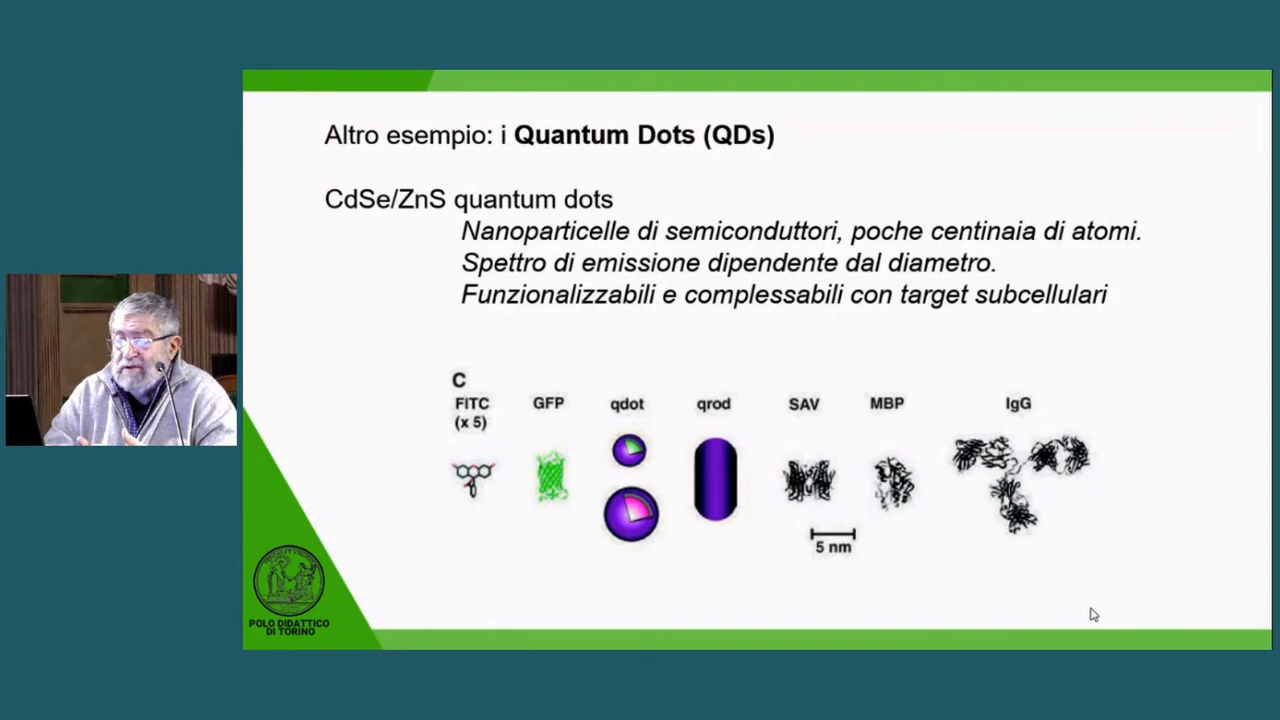 Altro esempio: i Quantum Dots (QDs)
CdSe/ZnS quantum dots
Nanoparticelle di semiconduttori, poche centinaia di atomi.
Spettro di emissione dipendente dal diametro.
Funzionalizzabili e complessabili con target subcellulari
C
FITC GFP qdot qrod SAV MBP IgG
(x 5)
5 nm
POLO DIDATTICO
DI TORINO